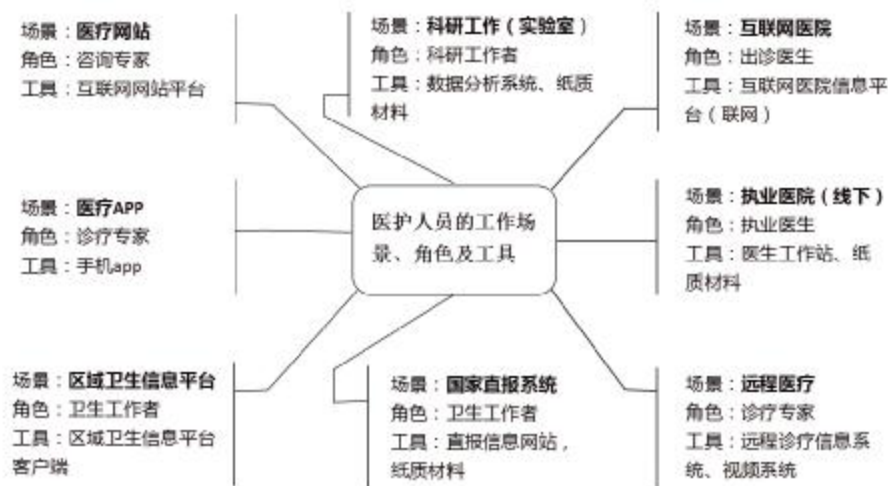 场景：医疗网站
角色：咨询专家
工具：互联网网站平台
场景：科研工作（实验室）
角色：科研工作者
工具：数据分析系统、纸质
材料
场景：互联网医院
角色：出诊医生
工具：互联网医院信息平
台（联网）
场景：医疗APP
角色：诊疗专家
工具：手机app
医护人员的工作场
景、角色及工具
场景：执业医院（线下）
角色：执业医生
工具：医生工作站、纸
质材料
场景：区域卫生信息平台
角色：卫生工作者
工具：区域卫生信息平台
客户端
场景：国家直报系统
角色：卫生工作者
工具：直报信息网站，
纸质材料
场景：远程医疗
角色：诊疗专家
工具：远程诊疗信息系
统、视频系统